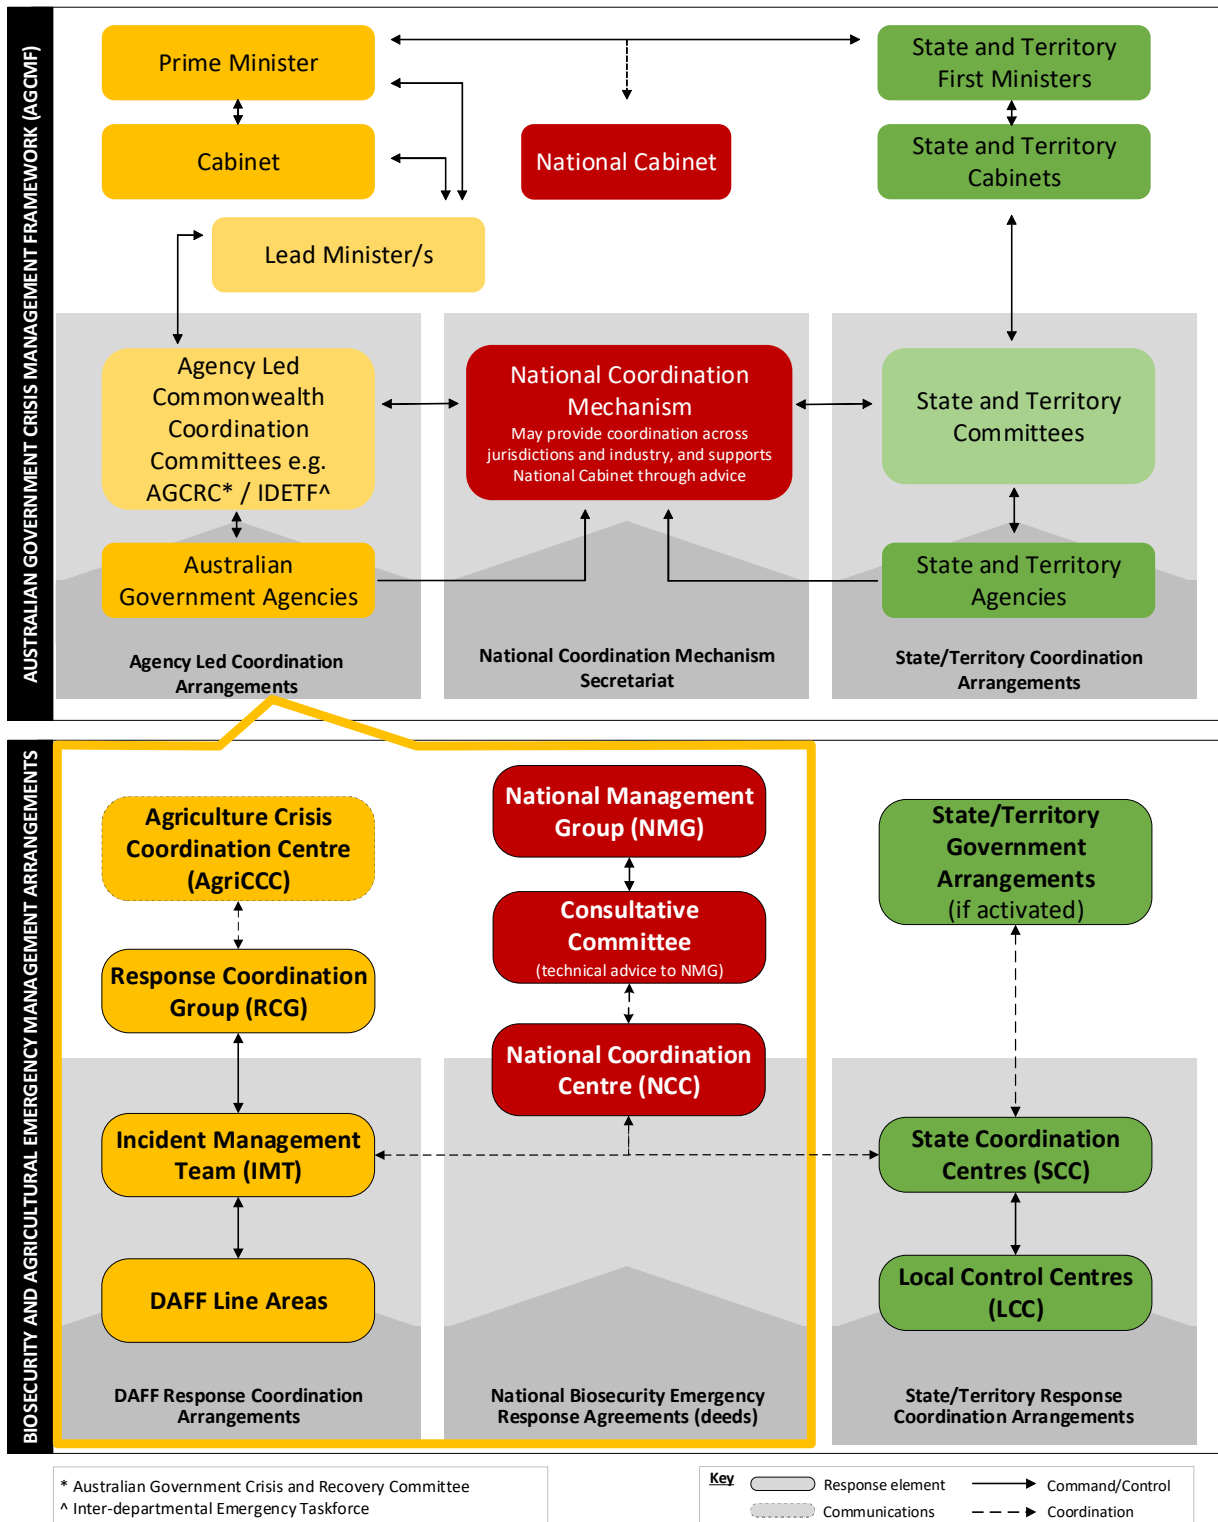 AUSTRALIAN GOVERNMENT CRISIS MANAGEMENT FRAMEWORK (AGCMF)
Prime Minister
State and Territory
First Ministers
Cabinet
National Cabinet
State and Territory
Cabinets
Lead Minister/s
Agency Led
Commonwealth
Coordination
Committees e.g.
AGCRC* / IDETF^
National Coordination
Mechanism
May provide coordination across
jurisdictions and industry, and supports
National Cabinet through advice
State and Territory
Committees
Australian
Government Agencies
State and Territory
Agencies
Agency Led Coordination
Arrangements
National Coordination Mechanism
Secretariat
State/Territory Coordination
Arrangements
BIOSECURITY AND AGRICULTURAL EMERGENCY MANAGEMENT ARRANGEMENTS
Agriculture Crisis
Coordination Centre
(AgriCCC)
National Management
Group (NMG)
State/Territory
Government
Arrangements
(if activated)
Consultative
Committee
(technical advice to NMG)
Response Coordination
Group (RCG)
National Coordination
Centre (NCC)
Incident Management
Team (IMT)
State Coordination
Centres (SCC)
DAFF Line Areas
Local Control Centres
(LCC)
DAFF Response Coordination
Arrangements
National Biosecurity Emergency
Response Agreements (deeds)
State/Territory Response
Coordination Arrangements
* Australian Government Crisis and Recovery Committee
^ Inter-departmental Emergency Taskforce
Key
Response element
Command/Control
Communications
Coordination